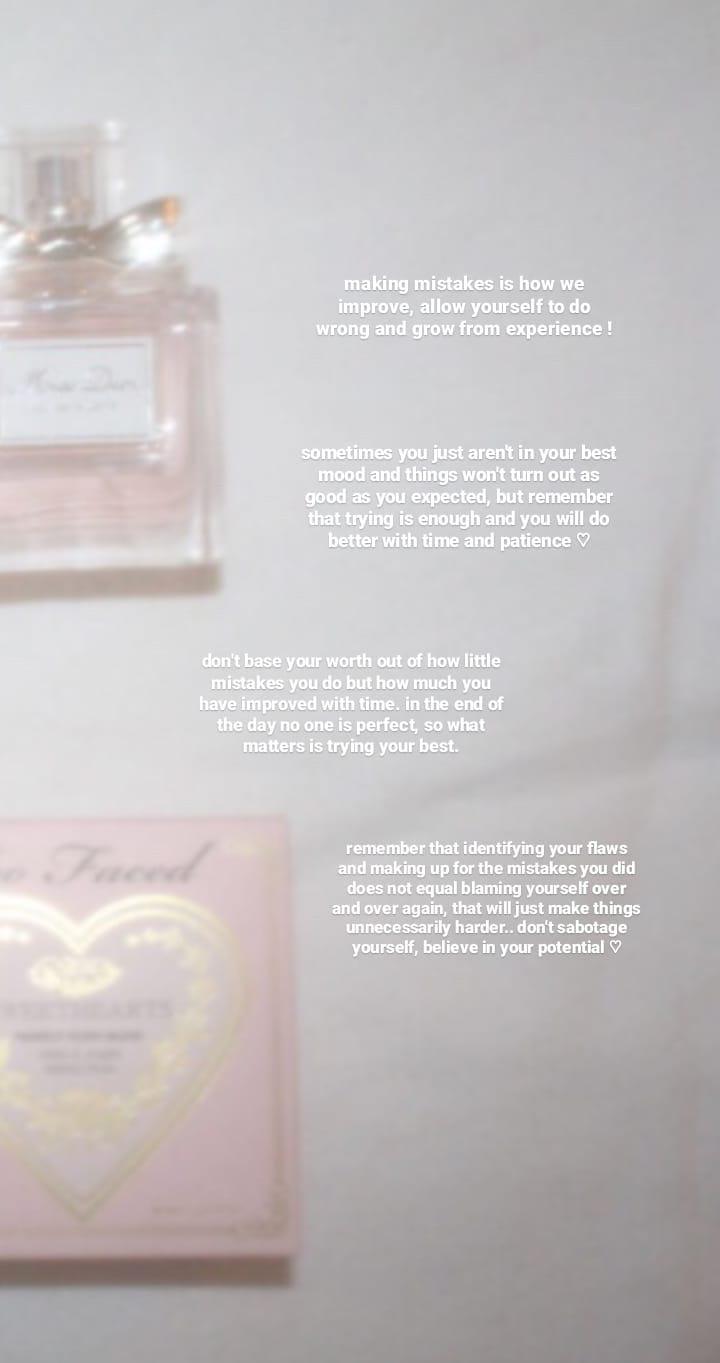 Miss Dior
making mistakes is how we
improve, allow yourself to do
wrong and grow from experience !
sometimes you just aren't in your best
mood and things won't turn out as
good as you expected, but remember
that trying is enough and you will do
better with time and patience ♡
don't base your worth out of how little
mistakes you do but how much you
have improved with time. in the end of
the day no one is perfect, so what
matters is trying your best.
Faced
remember that identifying your flaws
and making up for the mistakes you did
does not equal blaming yourself over
and over again, that will just make things
unnecessarily harder.. don't sabotage
yourself, believe in your potential ♡
WEETHEARTS